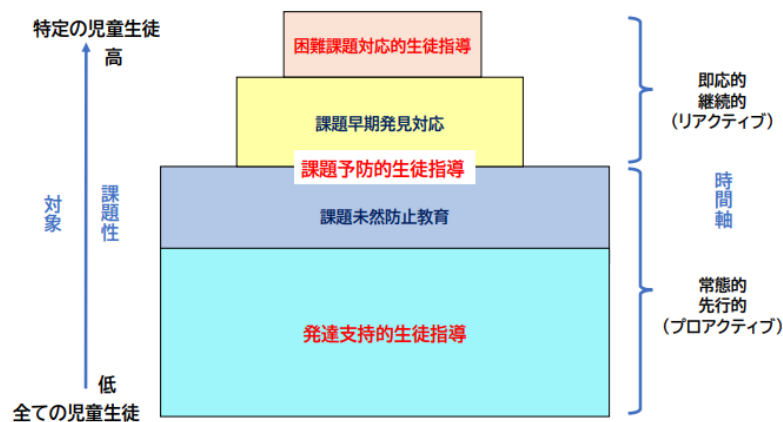 特定の児童生徒
高
困難課題対応的生徒指導
課題早期発見対応
課題予防的生徒指導
課題未然防止教育
発達支持的生徒指導
対象
課題性
低
全ての児童生徒
即応的
継続的
(リアクティブ)
時間軸
常態的
先行的
(プロアクティブ)